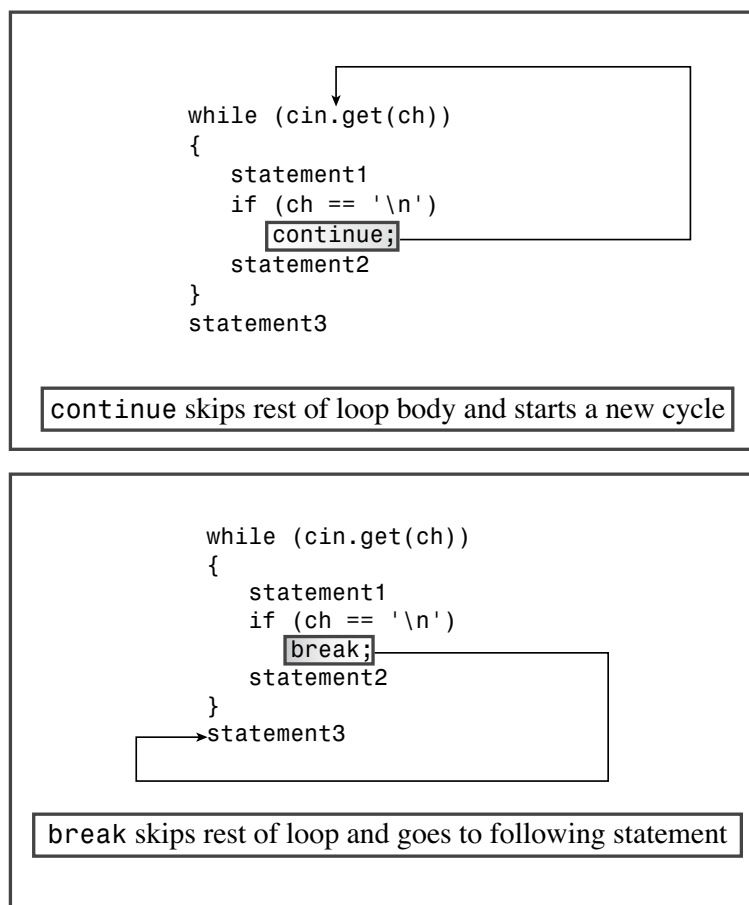 while (cin.get(ch))
{
   statement1
   if (ch == '\n')
      continue;
   statement2
}
statement3
continue skips rest of loop body and starts a new cycle
while (cin.get(ch))
{
   statement1
   if (ch == '\n')
      break;
   statement2
}
statement3
break skips rest of loop and goes to following statement